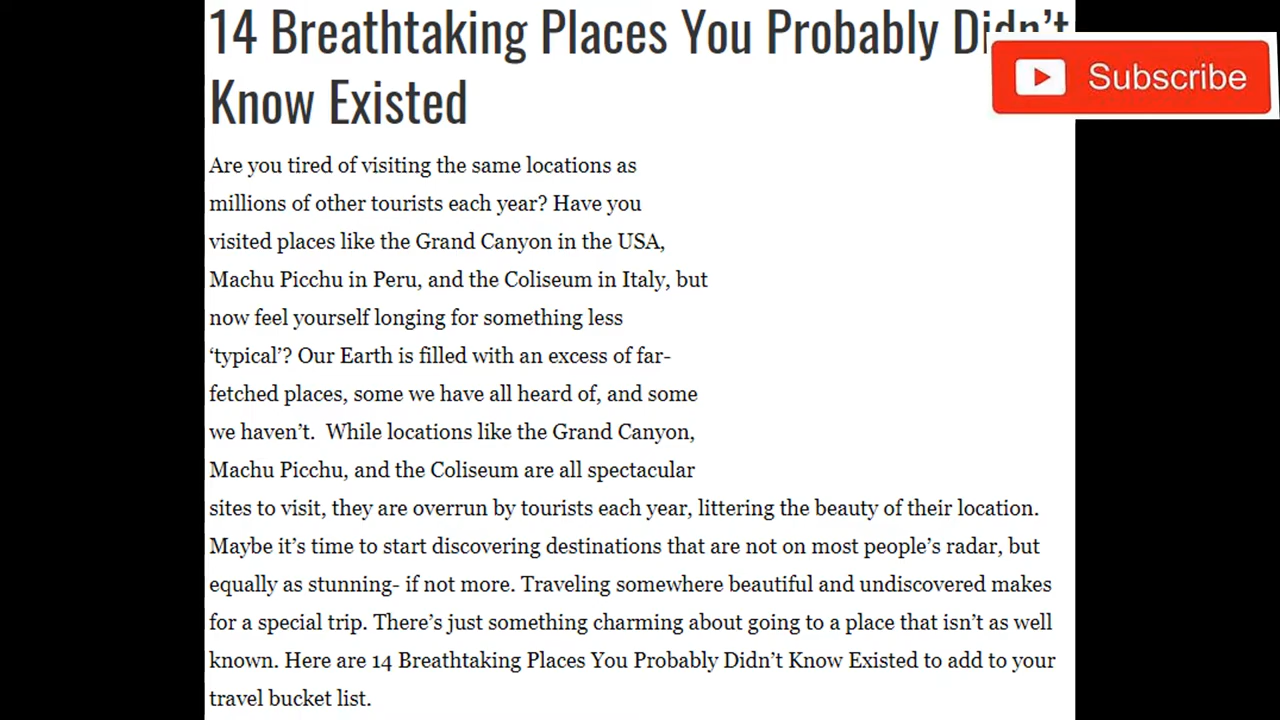 14 Breathtaking Places You Probably Didn’t
Know Existed
Subscribe
Are you tired of visiting the same locations as
millions of other tourists each year? Have you
visited places like the Grand Canyon in the USA,
Machu Picchu in Peru, and the Coliseum in Italy, but
now feel yourself longing for something less
‘typical’? Our Earth is filled with an excess of far-
fetched places, some we have all heard of, and some
we haven’t.  While locations like the Grand Canyon,
Machu Picchu, and the Coliseum are all spectacular
sites to visit, they are overrun by tourists each year, littering the beauty of their location.
Maybe it’s time to start discovering destinations that are not on most people’s radar, but
equally as stunning- if not more. Traveling somewhere beautiful and undiscovered makes
for a special trip. There’s just something charming about going to a place that isn’t as well
known. Here are 14 Breathtaking Places You Probably Didn’t Know Existed to add to your
travel bucket list.